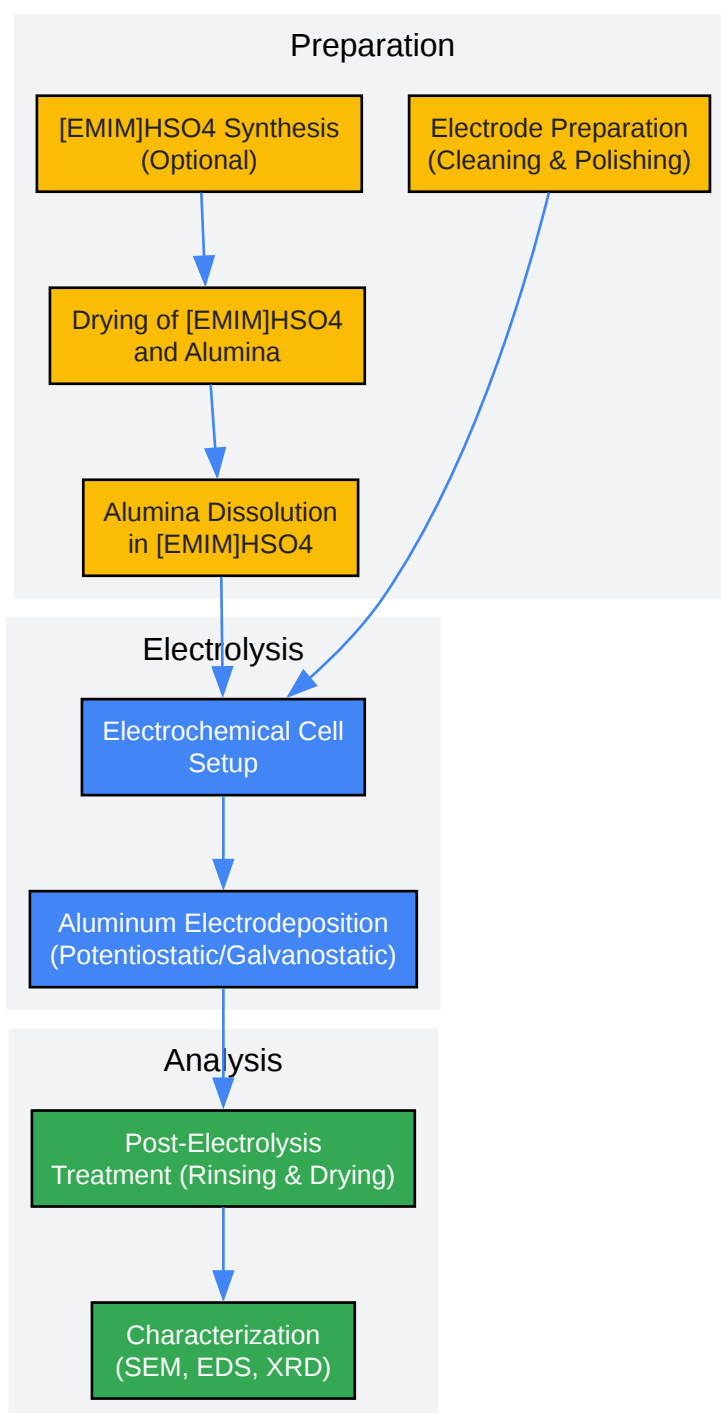 Preparation
[EMIM]HSO4 Synthesis
(Optional)
Electrode Preparation
(Cleaning & Polishing)
Drying of [EMIM]HSO4
and Alumina
Alumina Dissolution
in [EMIM]HSO4
Electrolysis
Electrochemical Cell
Setup
Aluminum Electrodeposition
(Potentiostatic/Galvanostatic)
Analysis
Post-Electrolysis
Treatment (Rinsing & Drying)
Characterization
(SEM, EDS, XRD)